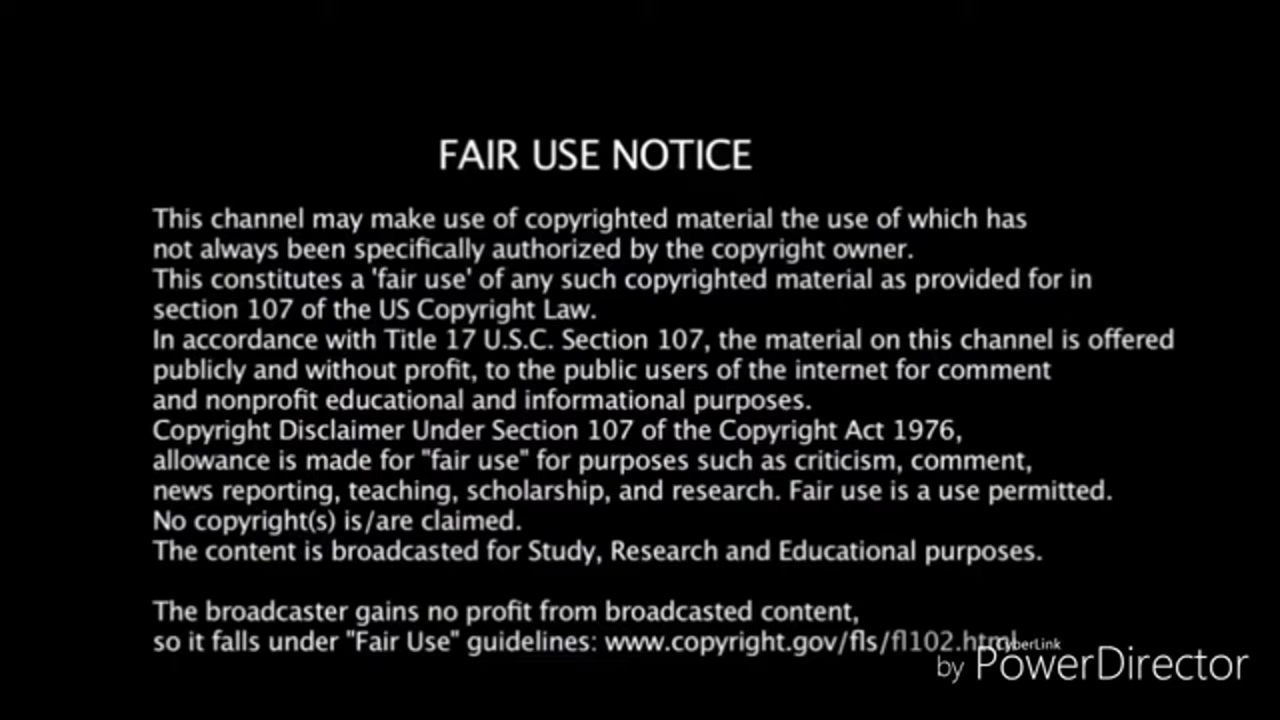 FAIR USE NOTICE
This channel may make use of copyrighted material the use of which has
not always been specifically authorized by the copyright owner.
This constitutes a 'fair use' of any such copyrighted material as provided for in
section 107 of the US Copyright Law.
In accordance with Title 17 U.S.C. Section 107, the material on this channel is offered
publicly and without profit, to the public users of the internet for comment
and nonprofit educational and informational purposes.
Copyright Disclaimer Under Section 107 of the Copyright Act 1976,
allowance is made for "fair use" for purposes such as criticism, comment,
news reporting, teaching, scholarship, and research. Fair use is a use permitted.
No copyright(s) is/are claimed.
The content is broadcasted for Study, Research and Educational purposes.
The broadcaster gains no profit from broadcasted content,
so it falls under "Fair Use" guidelines: www.copyright.gov/fls/fl102.html
CyberLink
by PowerDirector